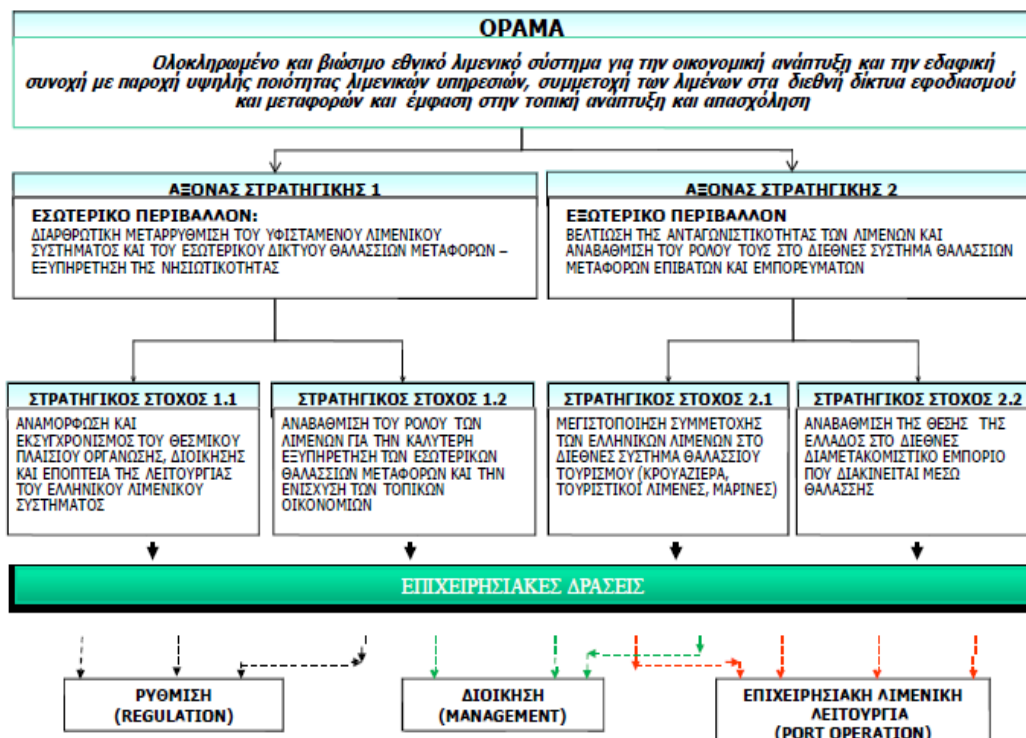 ΟΡΑΜΑ
Ολοκληρωμένο και βιώσιμο εθνικό λιμενικό σύστημα για την οικονομική ανάπτυξη και την εδαφική
συνοχή με παροχή υψηλής ποιότητας λιμενικών υπηρεσιών, συμμετοχή των λιμένων στα διεθνή δίκτυα εφοδιασμού
και μεταφορών και έμφαση στην τοπική ανάπτυξη και απασχόληση
ΑΞΟΝΑΣ ΣΤΡΑΤΗΓΙΚΗΣ 1
ΕΣΩΤΕΡΙΚΟ ΠΕΡΙΒΑΛΛΟΝ:
ΔΙΑΡΘΡΩΤΙΚΗ ΜΕΤΑΡΡΥΘΜΙΣΗ ΤΟΥ ΥΦΙΣΤΑΜΕΝΟΥ ΛΙΜΕΝΙΚΟΥ
ΣΥΣΤΗΜΑΤΟΣ ΚΑΙ ΤΟΥ ΕΣΩΤΕΡΙΚΟΥ ΔΙΚΤΥΟΥ ΘΑΛΑΣΣΙΩΝ ΜΕΤΑΦΟΡΩΝ –
ΕΞΥΠΗΡΕΤΗΣΗ ΤΗΣ ΝΗΣΙΩΤΙΚΟΤΗΤΑΣ
ΑΞΟΝΑΣ ΣΤΡΑΤΗΓΙΚΗΣ 2
ΕΞΩΤΕΡΙΚΟ ΠΕΡΙΒΑΛΛΟΝ
ΒΕΛΤΙΩΣΗ ΤΗΣ ΑΝΤΑΓΩΝΙΣΤΙΚΟΤΗΤΑΣ ΤΩΝ ΛΙΜΕΝΩΝ ΚΑΙ
ΑΝΑΒΑΘΜΙΣΗ ΤΟΥ ΡΟΛΟΥ ΤΟΥΣ ΣΤΟ ΔΙΕΘΝΕΣ ΣΥΣΤΗΜΑ ΘΑΛΑΣΣΙΩΝ
ΜΕΤΑΦΟΡΩΝ ΕΠΙΒΑΤΩΝ ΚΑΙ ΕΜΠΟΡΕΥΜΑΤΩΝ
ΣΤΡΑΤΗΓΙΚΟΣ ΣΤΟΧΟΣ 1.1
ΑΝΑΜΟΡΦΩΣΗ ΚΑΙ
ΕΚΣΥΓΧΡΟΝΙΣΜΟΣ ΤΟΥ ΘΕΣΜΙΚΟΥ
ΠΛΑΙΣΙΟΥ ΟΡΓΑΝΩΣΗΣ, ΔΙΟΙΚΗΣΗΣ
ΚΑΙ ΕΠΟΠΤΕΙΑ ΤΗΣ ΛΕΙΤΟΥΡΓΙΑΣ
ΤΟΥ ΕΛΛΗΝΙΚΟΥ ΛΙΜΕΝΙΚΟΥ
ΣΥΣΤΗΜΑΤΟΣ
ΣΤΡΑΤΗΓΙΚΟΣ ΣΤΟΧΟΣ 1.2
ΑΝΑΒΑΘΜΙΣΗ ΤΟΥ ΡΟΛΟΥ ΤΩΝ
ΛΙΜΕΝΩΝ ΓΙΑ ΤΗΝ ΚΑΛΥΤΕΡΗ
ΕΞΥΠΗΡΕΤΗΣΗ ΤΩΝ ΕΣΩΤΕΡΙΚΩΝ
ΘΑΛΑΣΣΙΩΝ ΜΕΤΑΦΟΡΩΝ ΚΑΙ ΤΗΝ
ΕΝΙΣΧΥΣΗ ΤΩΝ ΤΟΠΙΚΩΝ
ΟΙΚΟΝΟΜΙΩΝ
ΣΤΡΑΤΗΓΙΚΟΣ ΣΤΟΧΟΣ 2.1
ΜΕΓΙΣΤΟΠΟΙΗΣΗ ΣΥΜΜΕΤΟΧΗΣ
ΤΩΝ ΕΛΛΗΝΙΚΩΝ ΛΙΜΕΝΩΝ ΣΤΟ
ΔΙΕΘΝΕΣ ΣΥΣΤΗΜΑ ΘΑΛΑΣΣΙΟΥ
ΤΟΥΡΙΣΜΟΥ (ΚΡΟΥΑΖΙΕΡΑ,
ΤΟΥΡΙΣΤΙΚΟΙ ΛΙΜΕΝΕΣ, ΜΑΡΙΝΕΣ)
ΣΤΡΑΤΗΓΙΚΟΣ ΣΤΟΧΟΣ 2.2
ΑΝΑΒΑΘΜΙΣΗ ΤΗΣ ΘΕΣΗΣ ΤΗΣ
ΕΛΛΑΔΟΣ ΣΤΟ ΔΙΕΘΝΕΣ
ΔΙΑΜΕΤΑΚΟΜΙΣΤΙΚΟ ΕΜΠΟΡΙΟ
ΠΟΥ ΔΙΑΚΙΝΕΙΤΑΙ ΜΕΣΩ
ΘΑΛΑΣΣΗΣ
ΕΠΙΧΕΙΡΗΣΙΑΚΕΣ ΔΡΑΣΕΙΣ
ΡΥΘΜΙΣΗ
(REGULATION)
ΔΙΟΙΚΗΣΗ
(MANAGEMENT)
ΕΠΙΧΕΙΡΗΣΙΑΚΗ ΛΙΜΕΝΙΚΗ
ΛΕΙΤΟΥΡΓΙΑ
(PORT OPERATION)